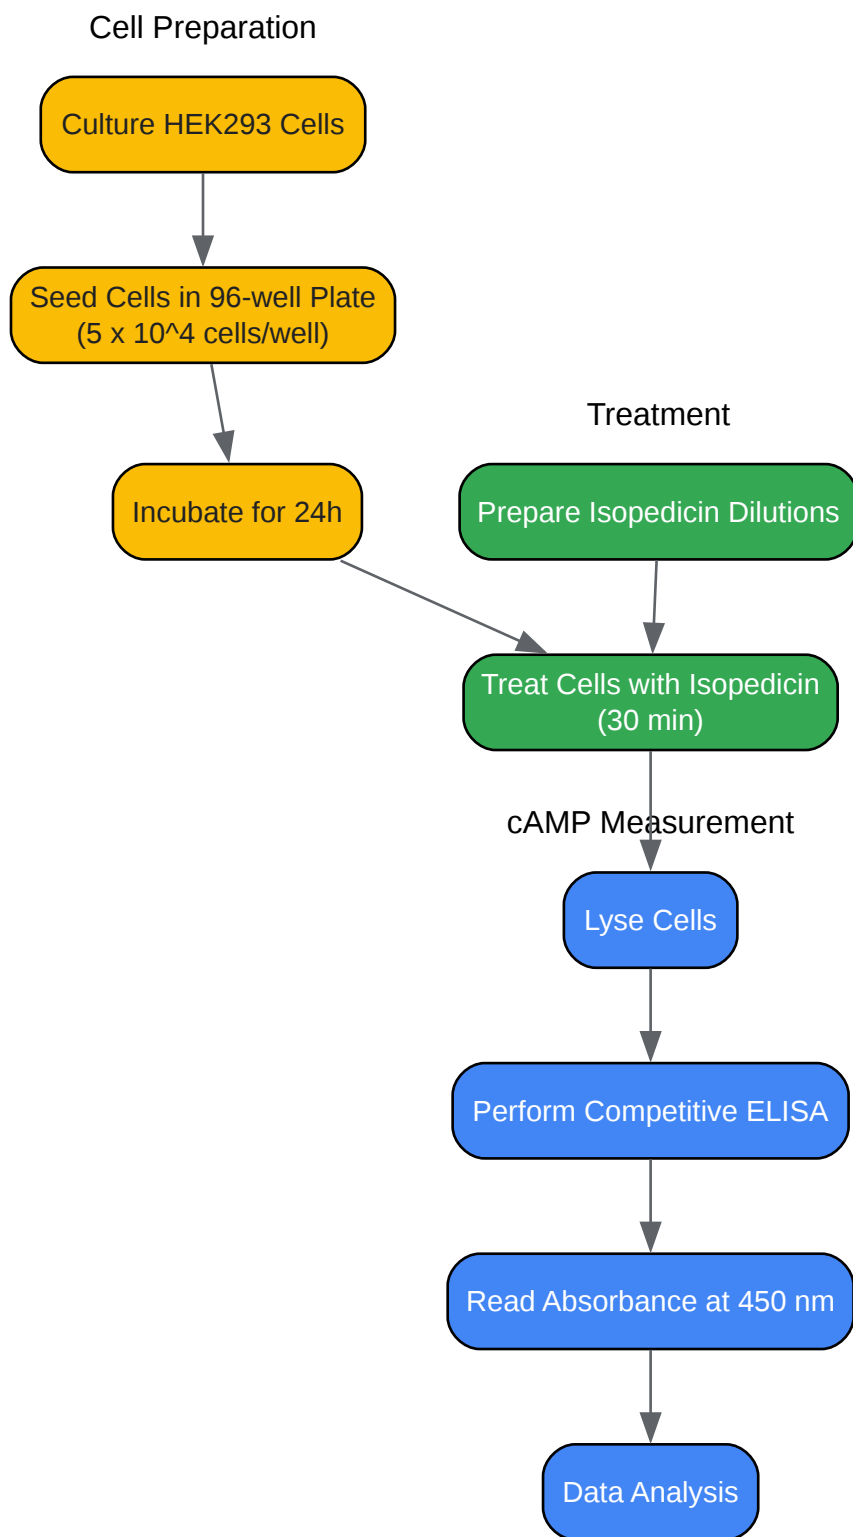 Cell Preparation
Culture HEK293 Cells
Seed Cells in 96-well Plate
(5 x 10^4 cells/well)
Incubate for 24h
Treatment
Prepare Isopedicin Dilutions
Treat Cells with Isopedicin
(30 min)
cAMP Measurement
Lyse Cells
Perform Competitive ELISA
Read Absorbance at 450 nm
Data Analysis